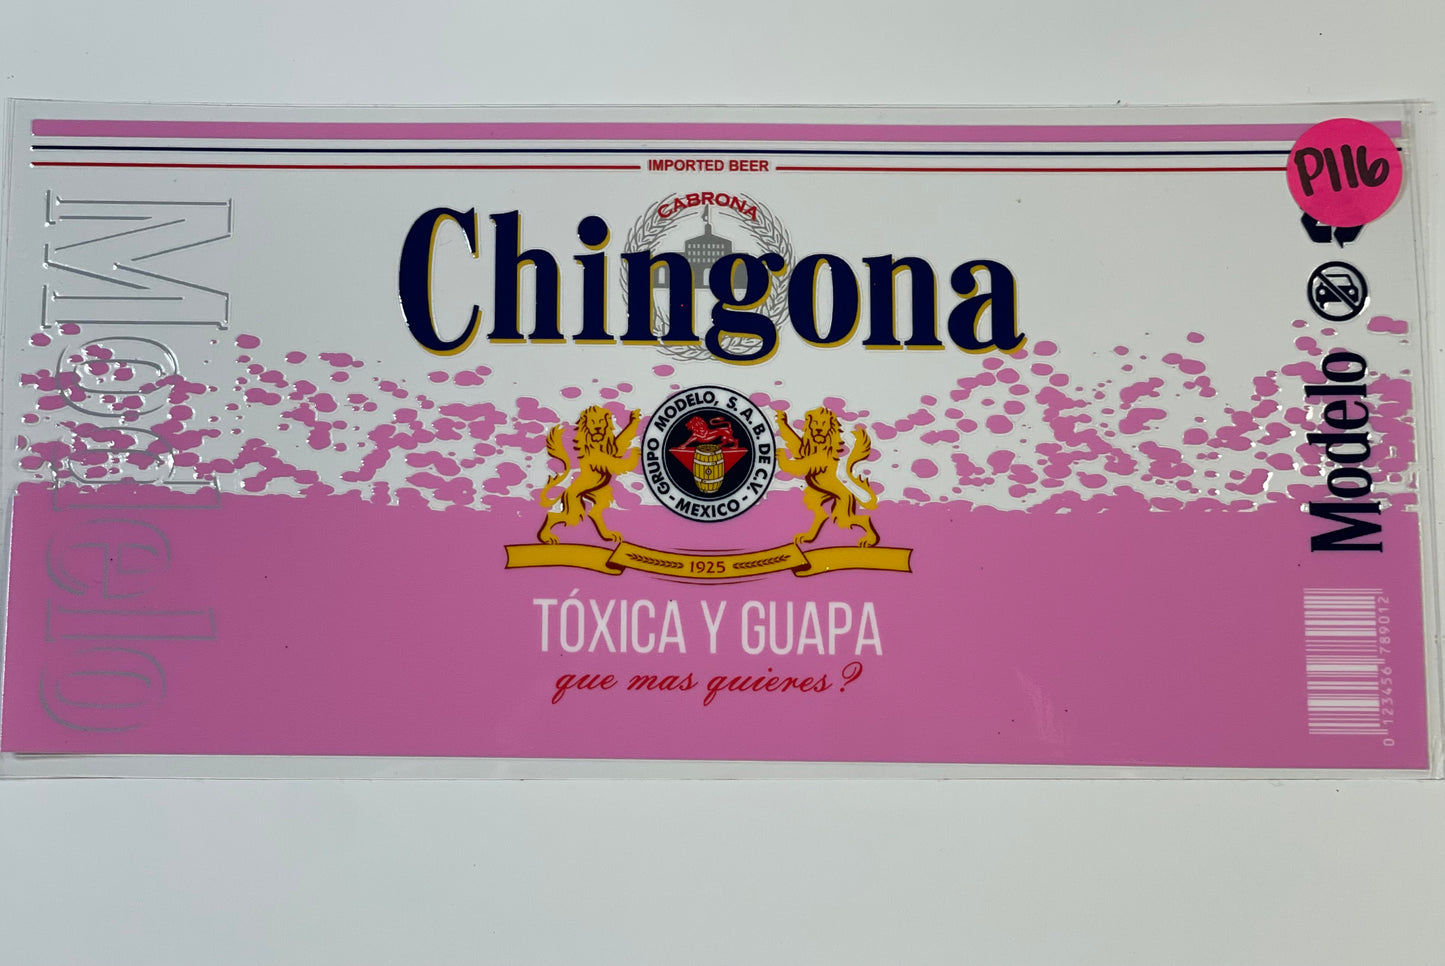 IMPORTED BEER
P116
CABRONA
Chingona
Modelo
GRUPO MODELO, S.A.B. DE C.V.
- MEXICO -
1925
TÓXICA Y GUAPA
que mas quieres?
Modelo
0 123456 789012